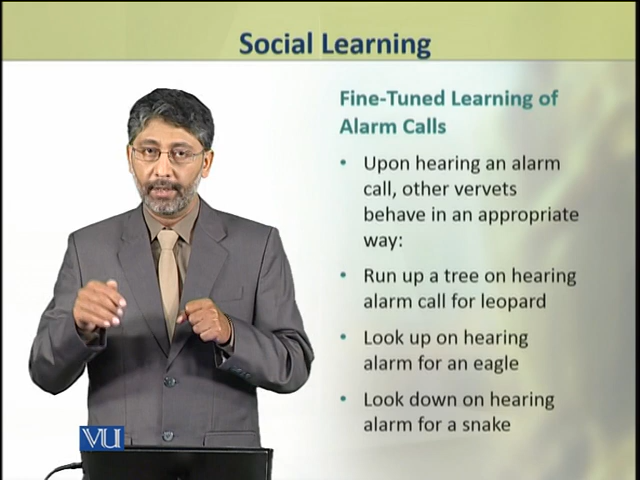 Social Learning
Fine-Tuned Learning of
Alarm Calls
• Upon hearing an alarm
call, other vervets
behave in an appropriate
way:
• Run up a tree on hearing
alarm call for leopard
• Look up on hearing
alarm for an eagle
• Look down on hearing
alarm for a snake
VU